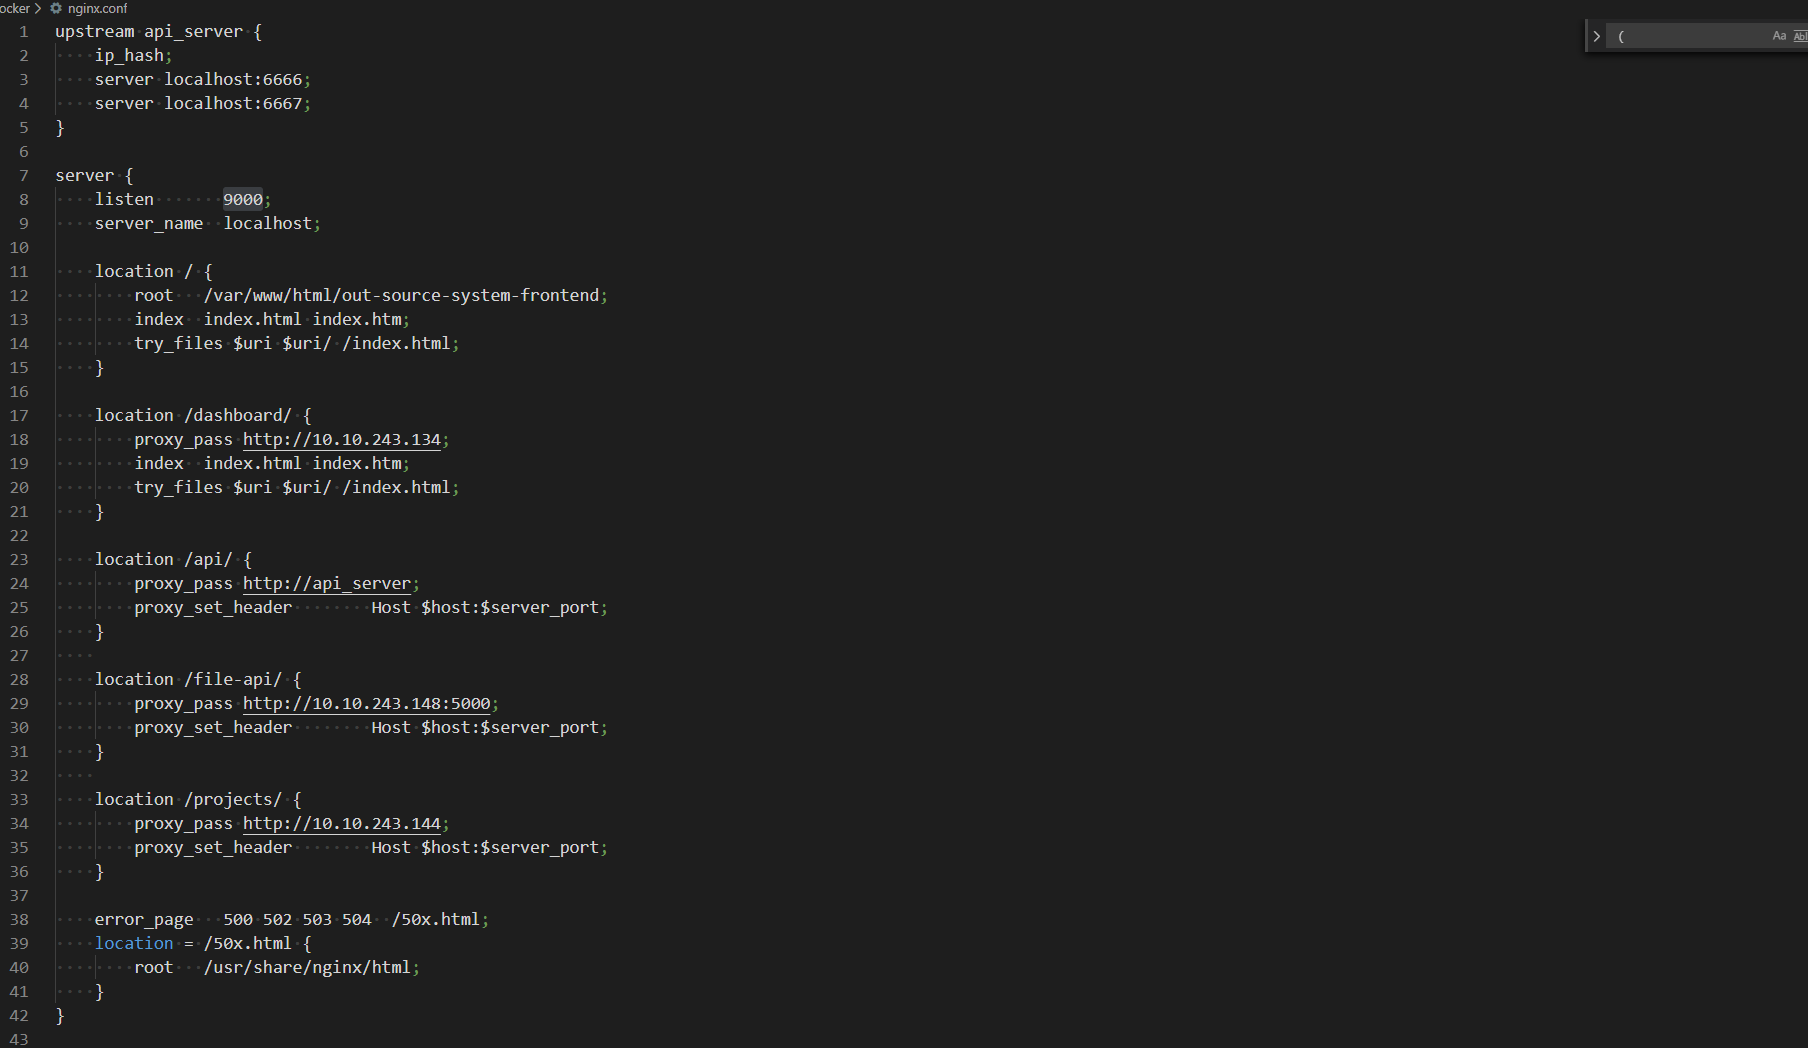 ocker > nginx.conf
( Aa Abl
1 upstream api_server {
2 ip_hash;
3 server localhost:6666;
4 server localhost:6667;
5 }
6
7 server {
8 listen 9000;
9 server_name localhost;
10
11 location / {
12 root /var/www/html/out-source-system-frontend;
13 index index.html index.htm;
14 try_files $uri $uri/ /index.html;
15 }
16
17 location /dashboard/ {
18 proxy_pass http://10.10.243.134;
19 index index.html index.htm;
20 try_files $uri $uri/ /index.html;
21 }
22
23 location /api/ {
24 proxy_pass http://api_server;
25 proxy_set_header Host $host:$server_port;
26 }
27
28 location /file-api/ {
29 proxy_pass http://10.10.243.148:5000;
30 proxy_set_header Host $host:$server_port;
31 }
32
33 location /projects/ {
34 proxy_pass http://10.10.243.144;
35 proxy_set_header Host $host:$server_port;
36 }
37
38 error_page 500 502 503 504 /50x.html;
39 location = /50x.html {
40 root /usr/share/nginx/html;
41 }
42 }
43